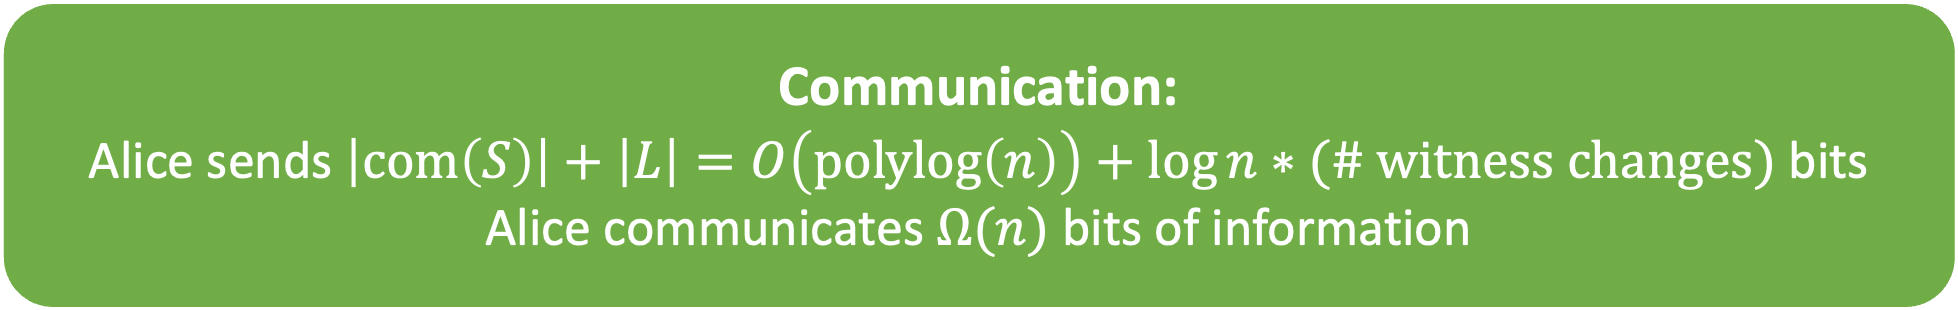 Communication:
Alice sends |com(𝑆)| + |𝐿| = 𝑂(polylog(𝑛)) + log 𝑛 ∗ (# witness changes) bits
Alice communicates Ω(𝑛) bits of information